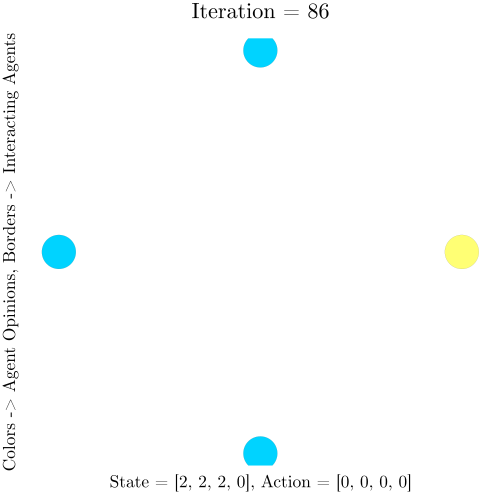 Iteration = 86
Colors -> Agent Opinions, Borders -> Interacting Agents
State = [2, 2, 2, 0], Action = [0, 0, 0, 0]